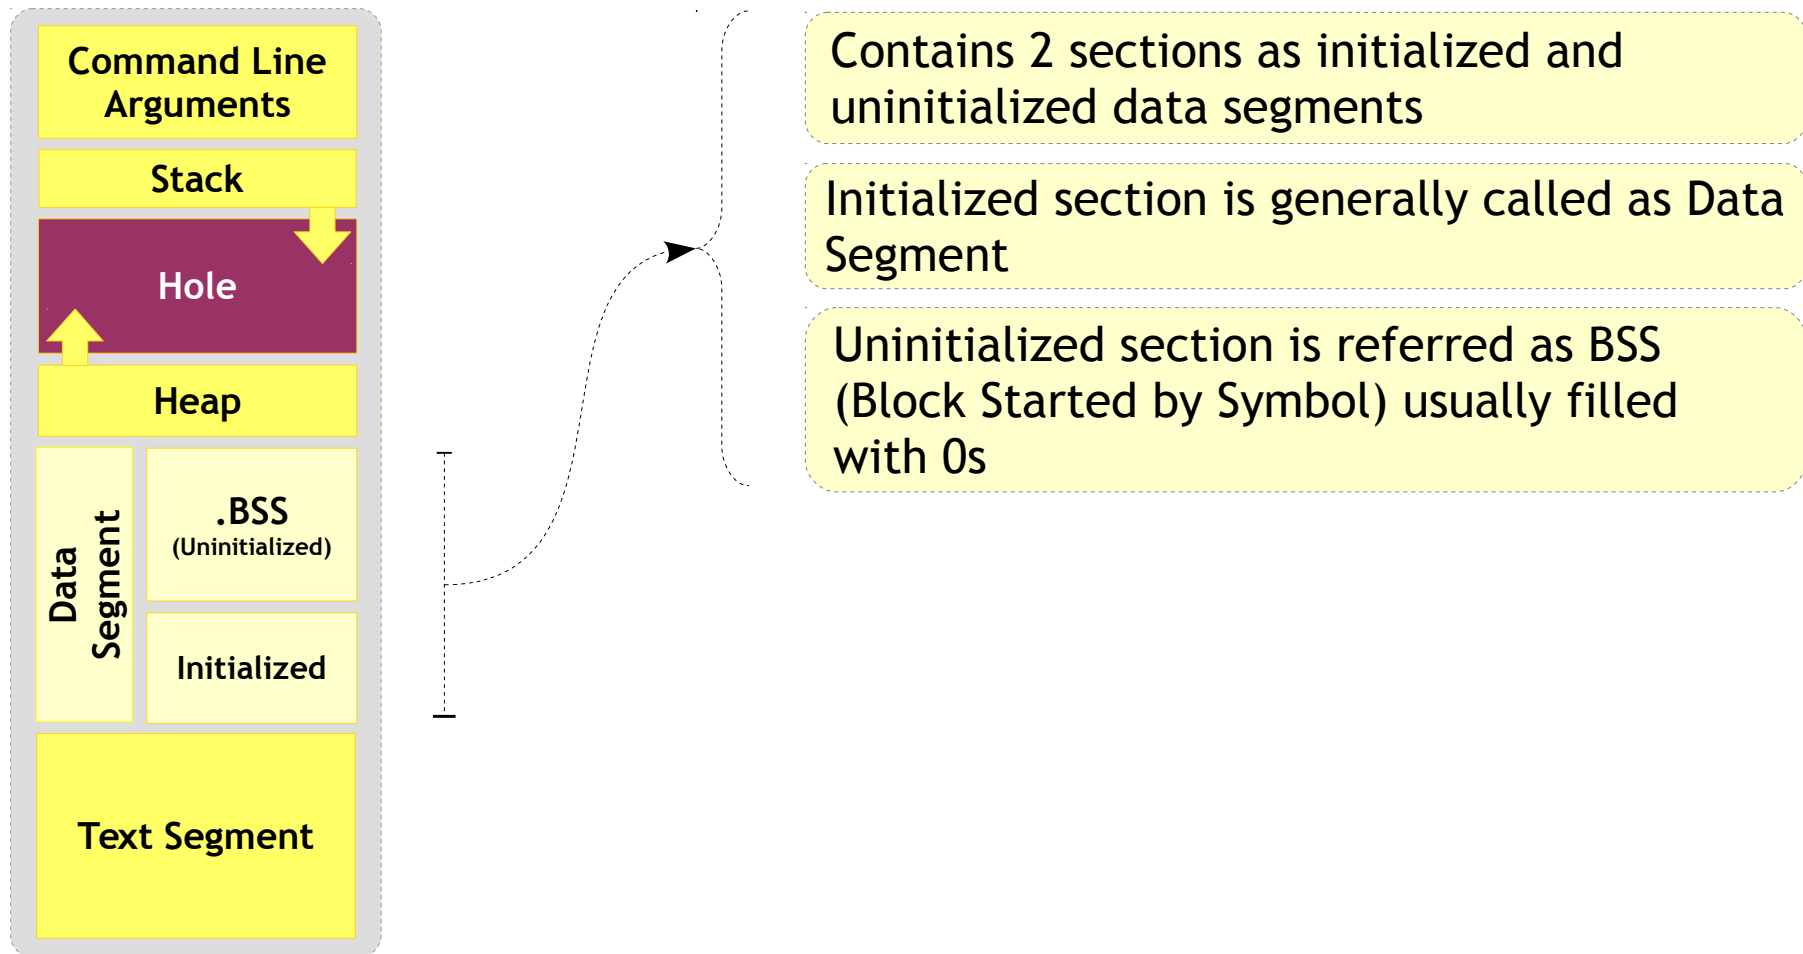 Command Line
Arguments
Stack
Hole
Heap
Data
Segment
.BSS
(Uninitialized)
Initialized
Text Segment
Contains 2 sections as initialized and
uninitialized data segments
Initialized section is generally called as Data
Segment
Uninitialized section is referred as BSS
(Block Started by Symbol) usually filled
with 0s